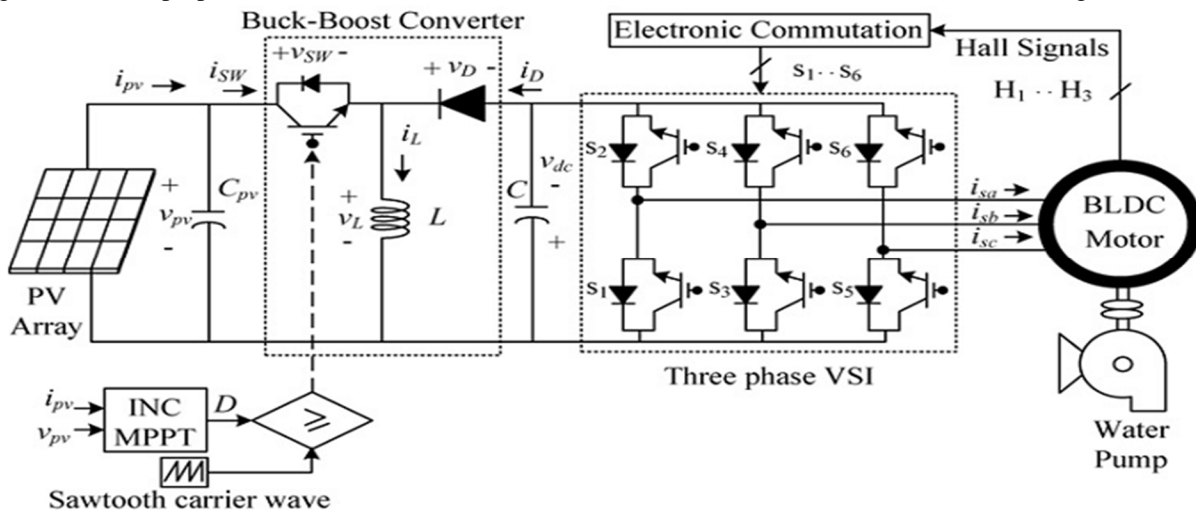 Buck-Boost Converter
Electronic Commutation
Hall Signals
H1 ·· H3
s1··s6
ipv
iSW
+vSW-
+ vD -
iD
iL
+
vpv
-
Cpv
+
vL
-
L
C
vdc
-
+
s2
s4
s6
s1
s3
s5
isa
isb
isc
BLDC
Motor
PV
Array
Three phase VSI
ipv
vpv
INC
MPPT
D
≥
Sawtooth carrier wave
Water
Pump